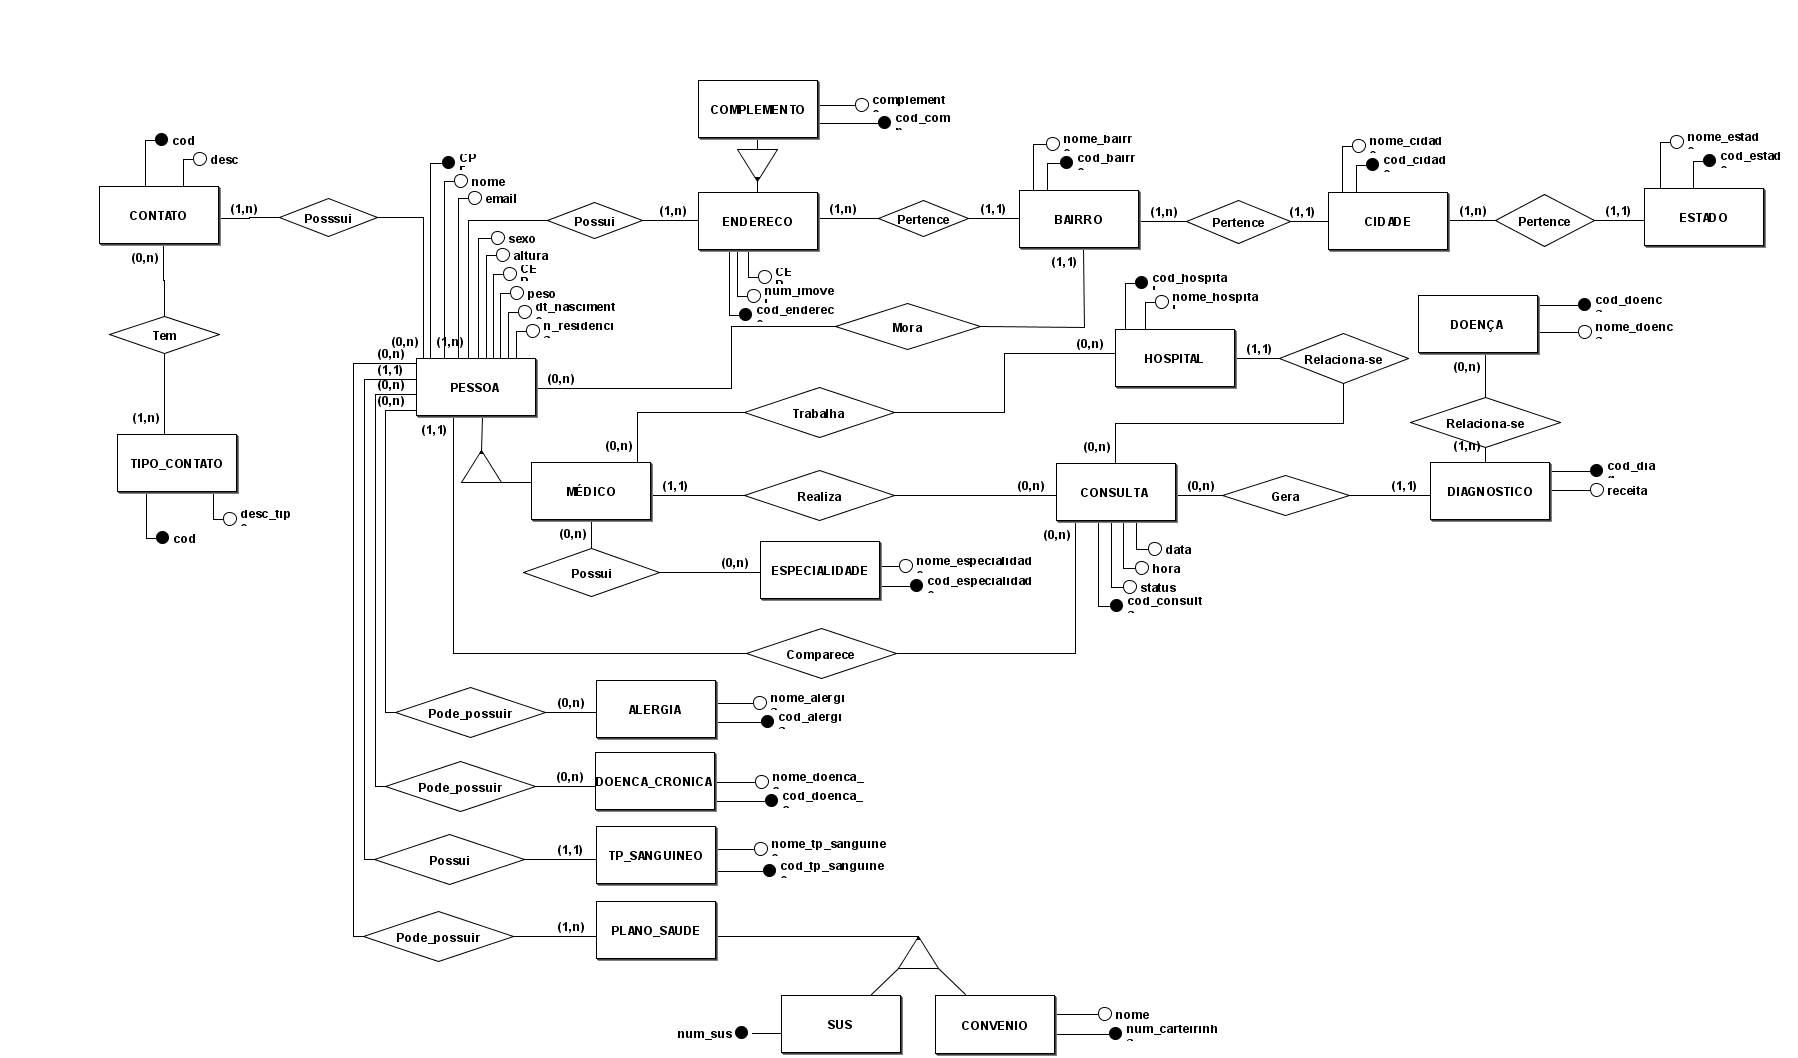 COMPLEMENTO
complement
cod_com
cod
desc
CONTATO
(1,n)
Posssui
(0,n)
Tem
(1,n)
TIPO_CONTATO
desc_tip
cod
nome
email
sexo
altura
peso
dt_nasciment
n_residenci
(0,n)
(1,n)
(0,n)
(1,1)
(0,n)
(0,n)
PESSOA
(0,n)
(1,1)
Possui
(1,n)
ENDERECO
num_imove
cod_enderec
(1,n)
Pertence
(1,1)
nome_bairr
cod_bairr
BAIRRO
(1,1)
Mora
(1,n)
Pertence
(1,1)
nome_cidad
cod_cidad
CIDADE
(1,n)
Pertence
(1,1)
nome_estad
cod_estad
ESTADO
cod_hospita
nome_hospita
(0,n)
HOSPITAL
(1,1)
Relaciona-se
DOENÇA
cod_doenc
nome_doenc
(0,n)
Relaciona-se
(1,n)
Trabalha
(0,n)
MÉDICO
(1,1)
Realiza
(0,n)
(0,n)
CONSULTA
(0,n)
Gera
(1,1)
DIAGNOSTICO
cod_dia
receita
(0,n)
Possui
(0,n)
ESPECIALIDADE
nome_especialidad
cod_especialidad
(0,n)
data
hora
status
cod_consult
Comparece
Pode_possuir
(0,n)
ALERGIA
nome_alergi
cod_alergi
Pode_possuir
(0,n)
DOENCA_CRONICA
nome_doenca_
cod_doenca_
Possui
(1,1)
TP_SANGUINEO
nome_tp_sanguine
cod_tp_sanguine
Pode_possuir
(1,n)
PLANO_SAUDE
num_sus
SUS
CONVENIO
nome
num_carteirinh